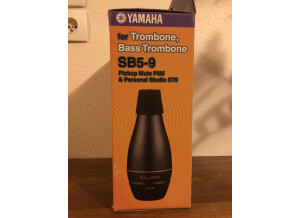 YAMAHA
for Trombone,
Bass Trombone
SB5-9
Pickup Mute PM5
& Personal Studio ST9